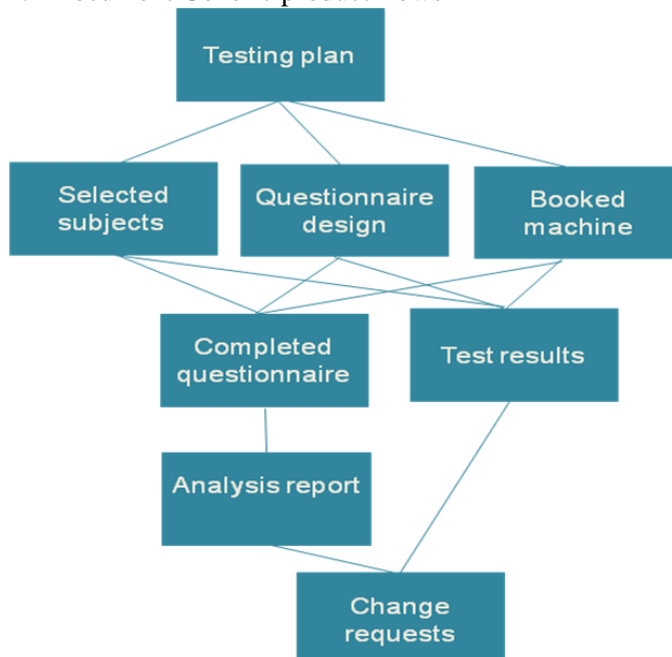 Testing plan
Selected
subjects
Questionnaire
design
Booked
machine
Completed
questionnaire
Test results
Analysis report
Change
requests